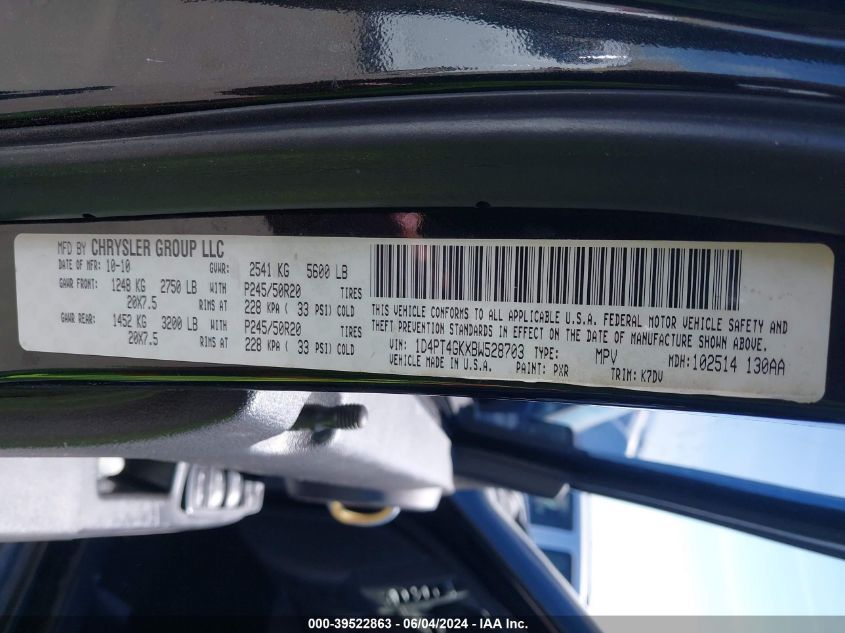 MFD BY CHRYSLER GROUP LLC
DATE OF MFR: 10-10 GVWR: 2541 KG 5600 LB
GAWR FRONT: 1248 KG 2750 LB WITH P245/50R20 TIRES
20X7.5 RIMS AT 228 KPA ( 33 PSI) COLD
GAWR REAR: 1452 KG 3200 LB WITH P245/50R20 TIRES
20X7.5 RIMS AT 228 KPA ( 33 PSI) COLD
THIS VEHICLE CONFORMS TO ALL APPLICABLE U.S.A. FEDERAL MOTOR VEHICLE SAFETY AND
THEFT PREVENTION STANDARDS IN EFFECT ON THE DATE OF MANUFACTURE SHOWN ABOVE.
VIN: 1D4PT4GKXBW528703 TYPE: MPV MDH:102514 130AA
VEHICLE MADE IN U.S.A. PAINT: PXR TRIM: K7DV
000-39522863 - 06/04/2024 - IAA